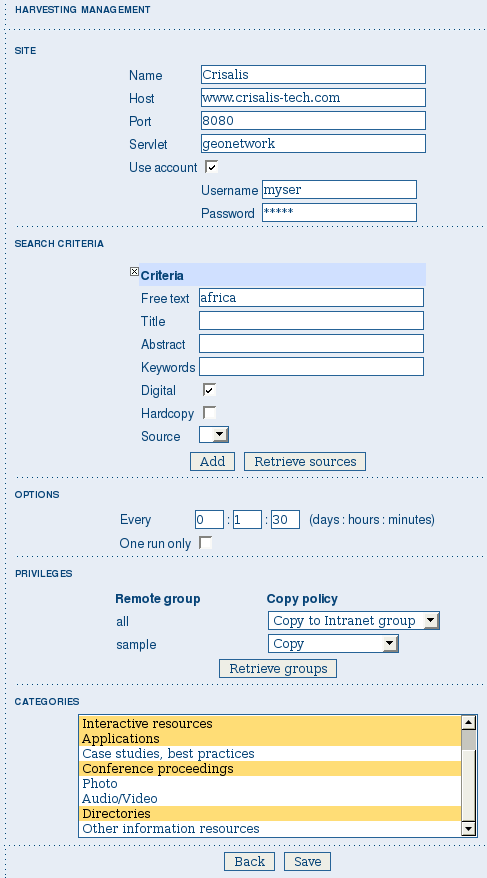 HARVESTING MANAGEMENT
SITE
Name Crisalis
Host www.crisalis-tech.com
Port 8080
Servlet geonetwork
Use account
Username myser
Password *****
SEARCH CRITERIA
Criteria
Free text africa
Title
Abstract
Keywords
Digital
Hardcopy
Source
Add Retrieve sources
OPTIONS
Every 0 : 1 : 30 (days : hours : minutes)
One run only
PRIVILEGES
Remote group Copy policy
all Copy to Intranet group
sample Copy
Retrieve groups
CATEGORIES
Interactive resources
Applications
Case studies, best practices
Conference proceedings
Photo
Audio/Video
Directories
Other information resources
Back Save